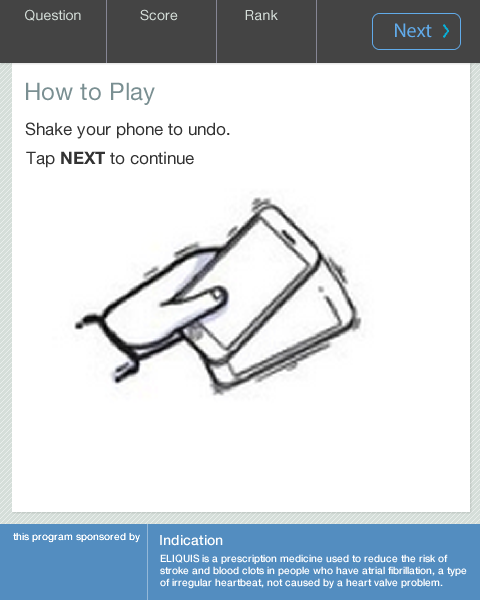 Question Score Rank Next
How to Play
Shake your phone to undo.
Tap NEXT to continue
this program sponsored by
Indication
ELIQUIS is a prescription medicine used to reduce the risk of
stroke and blood clots in people who have atrial fibrillation, a type
of irregular heartbeat, not caused by a heart valve problem.